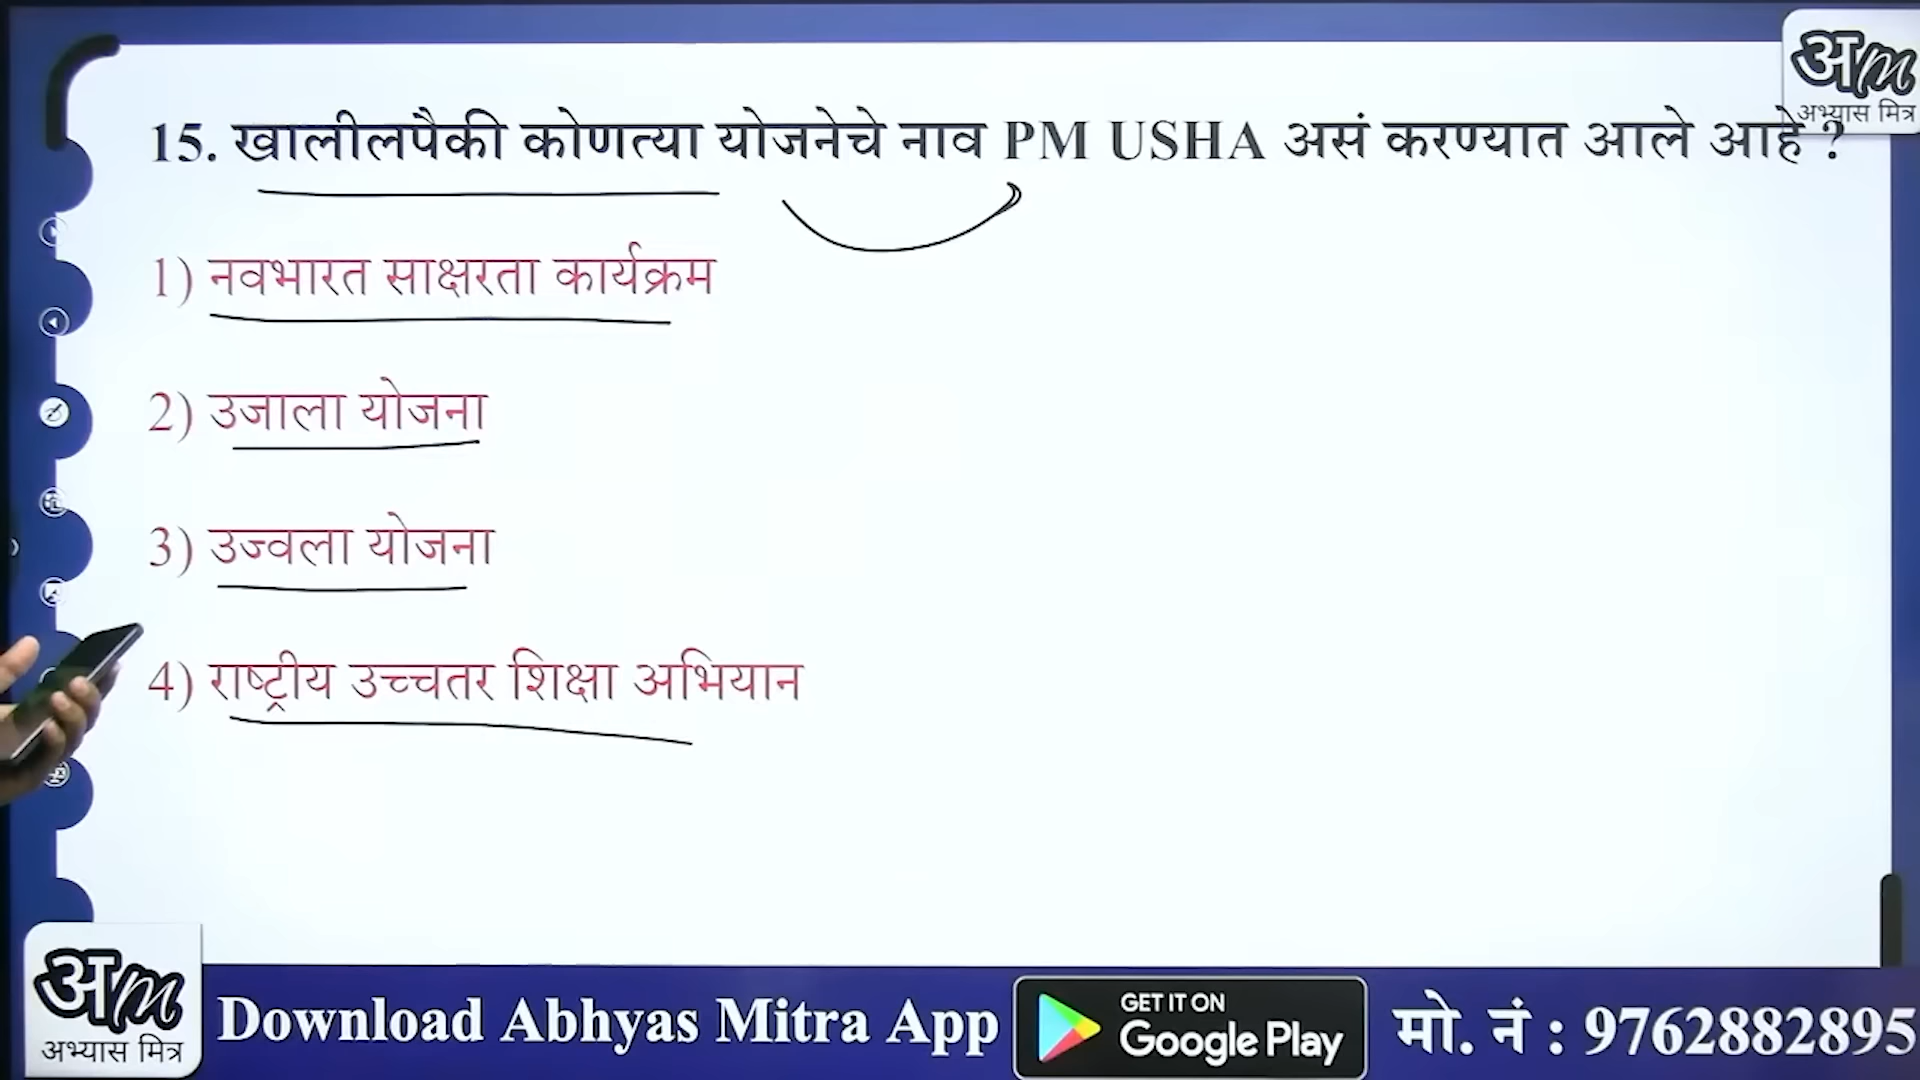 अm
अभ्यास मित्र
15. खालीलपैकी कोणत्या योजनेचे नाव PM USHA असं करण्यात आले आहे ?
1) नवभारत साक्षरता कार्यक्रम
2) उजाला योजना
3) उज्वला योजना
4) राष्ट्रीय उच्चतर शिक्षा अभियान
अm
अभ्यास मित्र
Download Abhyas Mitra App
GET IT ON
Google Play
मो. नं : 9762882895